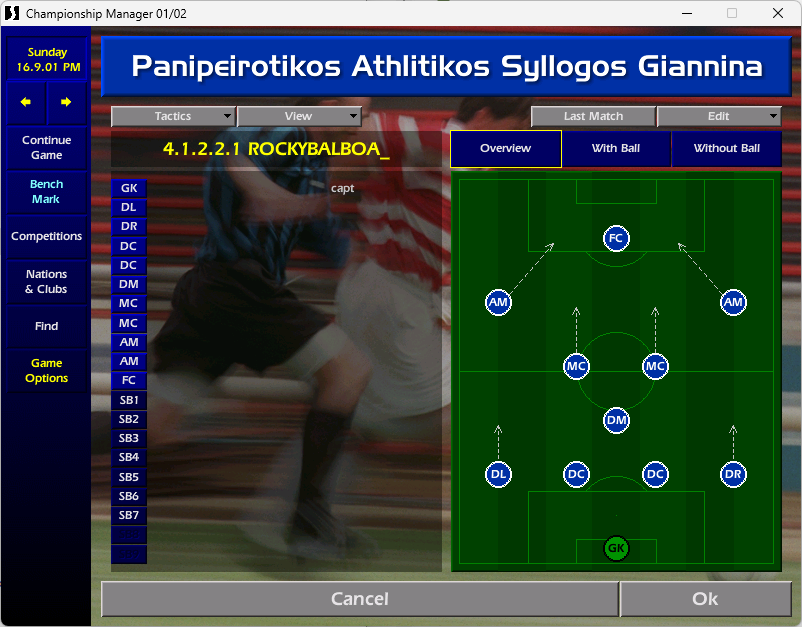 Championship Manager 01/02
Sunday
16.9.01 PM
Continue
Game
Bench
Mark
Competitions
Nations
& Clubs
Find
Game
Options
Panipeirotikos Athlitikos Syllogos Giannina
Tactics
View
Last Match
Edit
4.1.2.2.1 ROCKYBALBOA_
Overview
With Ball
Without Ball
GK
capt
DL
DR
DC
DC
DM
MC
MC
AM
AM
FC
SB1
SB2
SB3
SB4
SB5
SB6
SB7
FC
AM
AM
MC
MC
DM
DL
DC
DC
DR
GK
Cancel
Ok